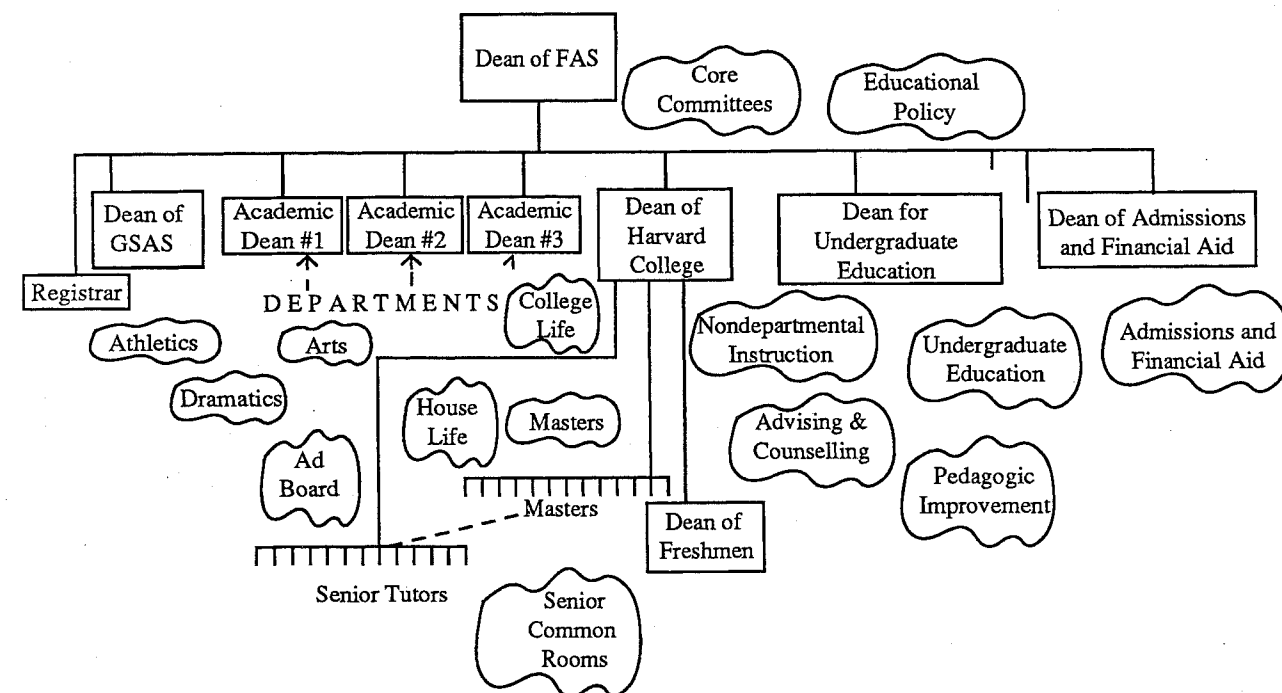 Dean of FAS
Core
Committees
Educational
Policy
Dean of
GSAS
Academic
Dean #1
Academic
Dean #2
Academic
Dean #3
Dean of
Harvard
College
Dean for
Undergraduate
Education
Dean of Admissions
and Financial Aid
Registrar
DEPARTMENTS
College
Life
Athletics
Arts
Nondepartmental
Instruction
Undergraduate
Education
Admissions and
Financial Aid
Dramatics
House
Life
Masters
Advising &
Counselling
Ad
Board
Pedagogic
Improvement
Masters
Dean of
Freshmen
Senior Tutors
Senior
Common
Rooms